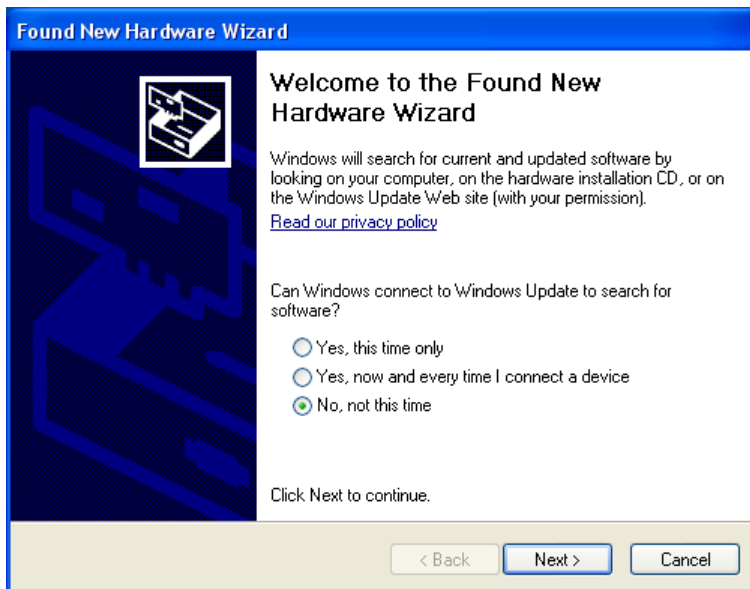 Found New Hardware Wizard
Welcome to the Found New
Hardware Wizard
Windows will search for current and updated software by
looking on your computer, on the hardware installation CD, or on
the Windows Update Web site (with your permission).
Read our privacy policy
Can Windows connect to Windows Update to search for
software?
Yes, this time only
Yes, now and every time I connect a device
No, not this time
Click Next to continue.
< Back Next > Cancel